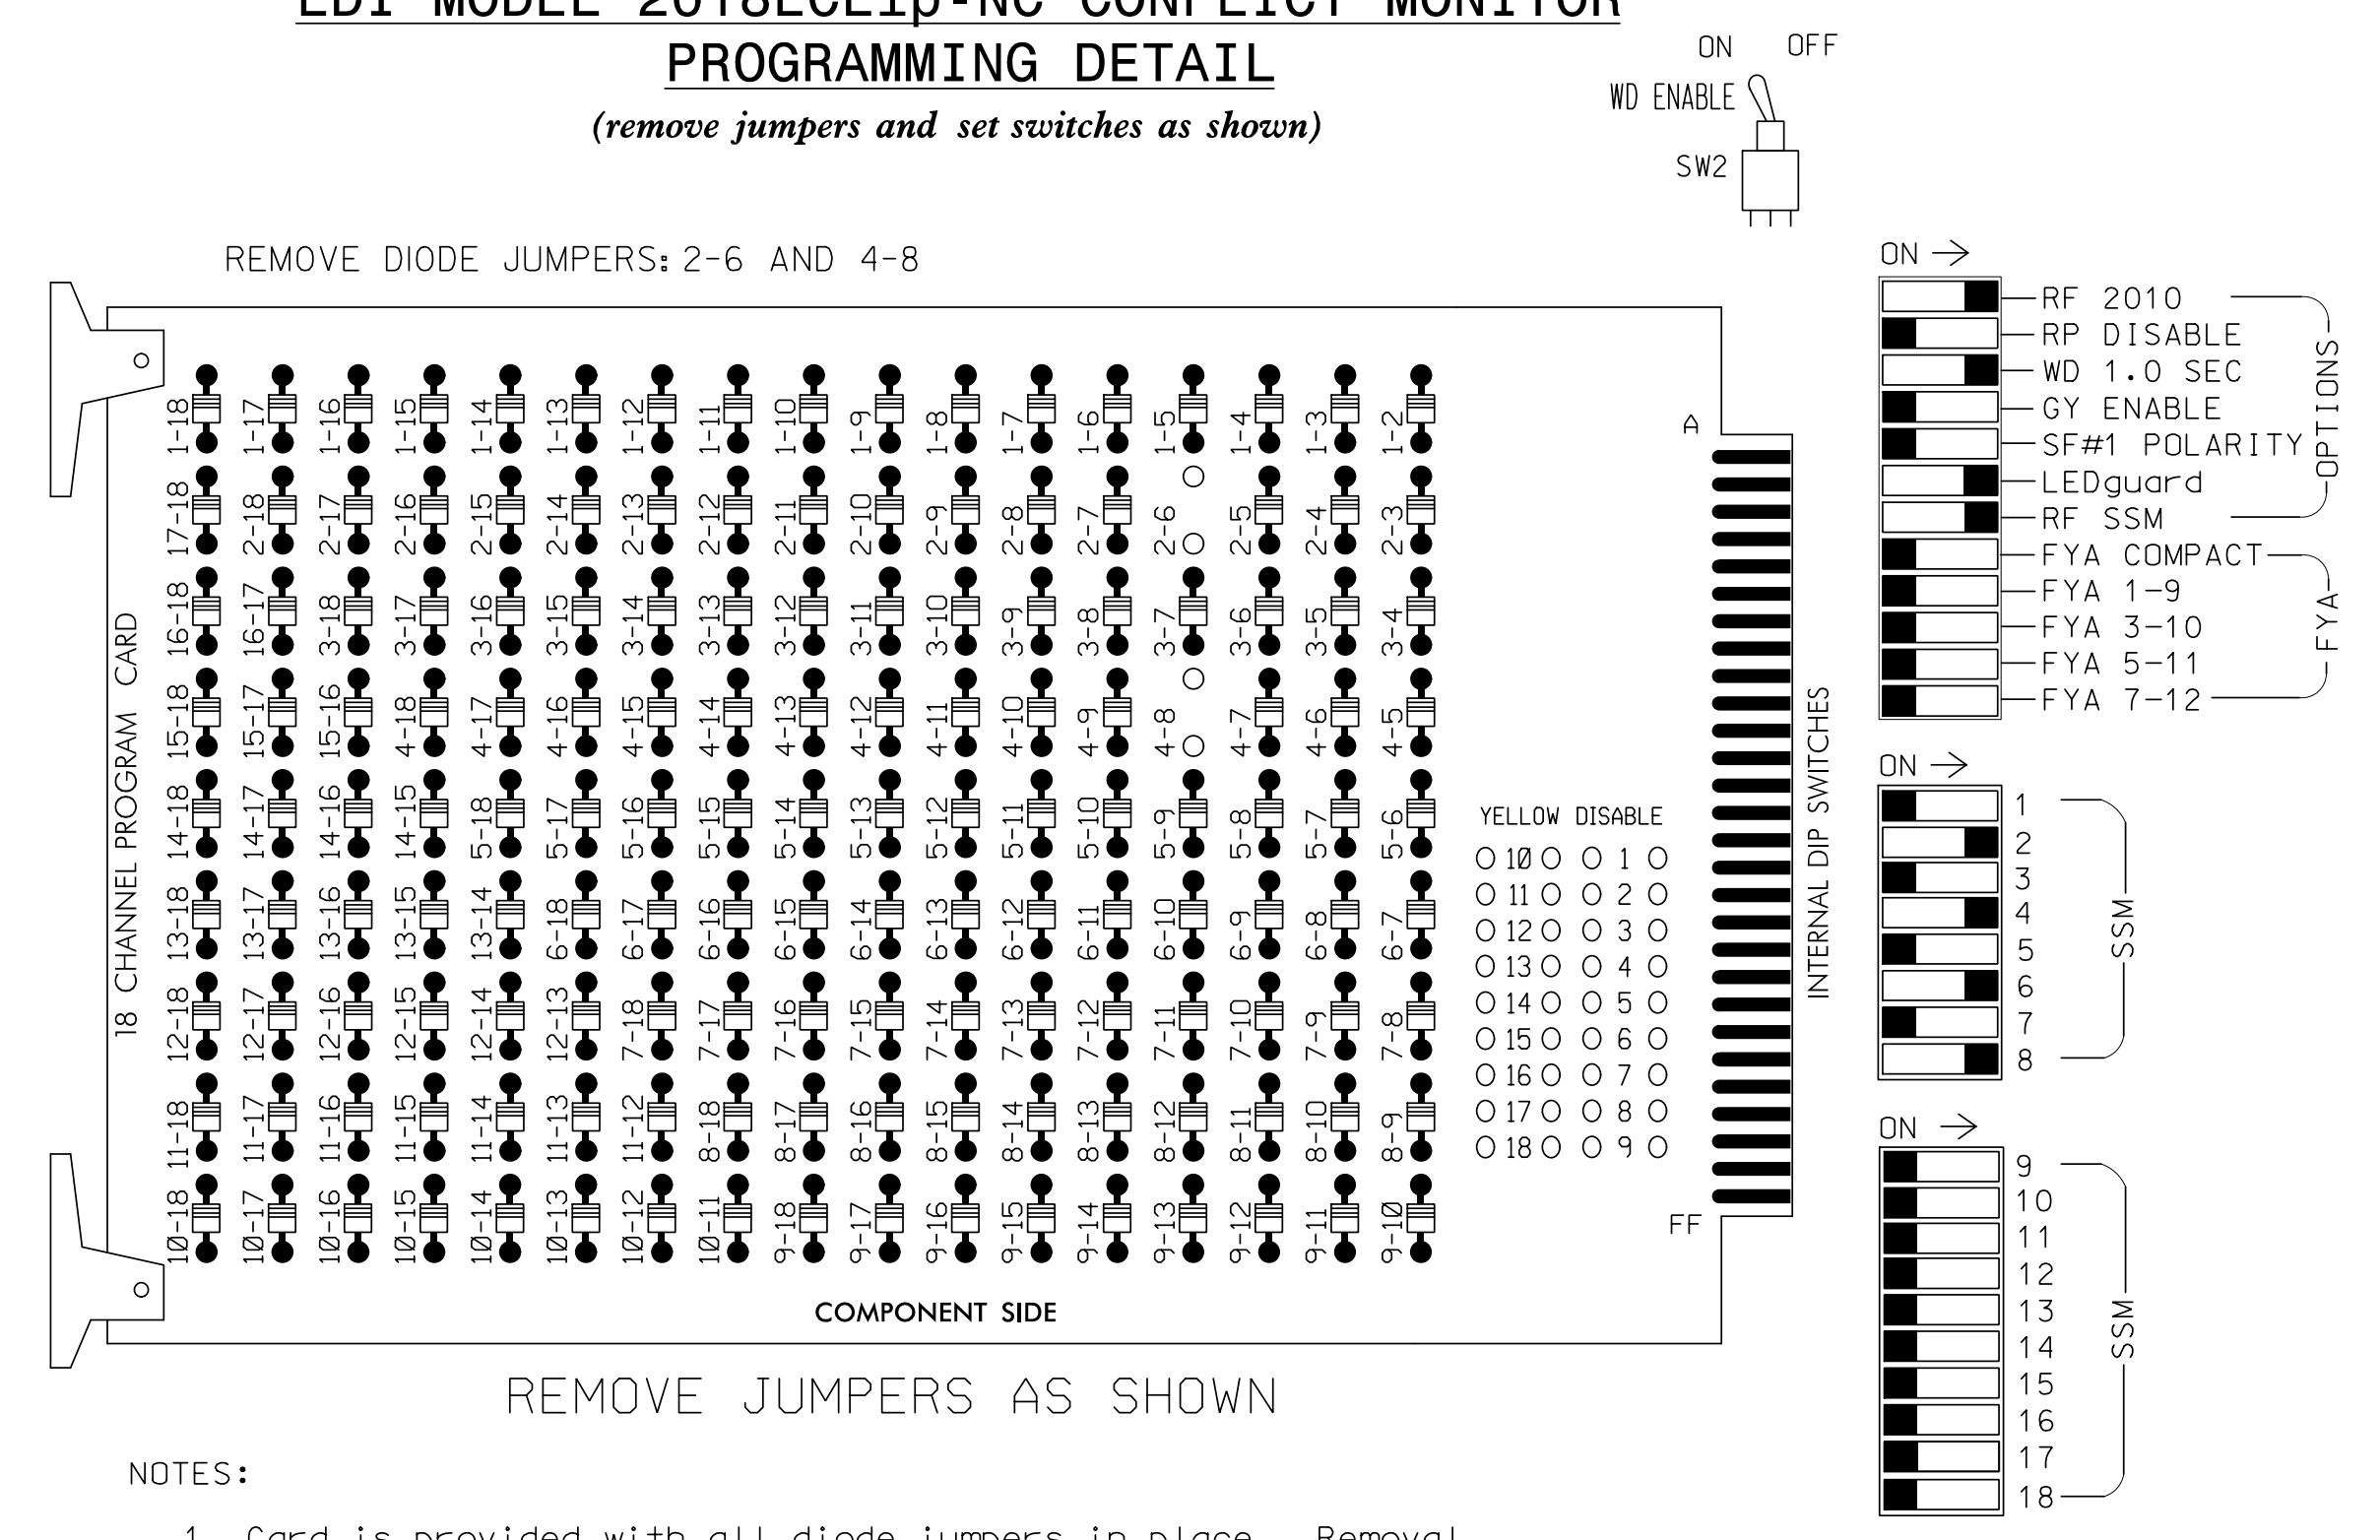 EDI MODEL 2018ECLip-NC CONFLICT MONITOR
PROGRAMMING DETAIL
(remove jumpers and set switches as shown)
ON OFF
WD ENABLE
SW2
REMOVE DIODE JUMPERS: 2-6 AND 4-8
18 CHANNEL PROGRAM CARD
1-18 1-17 1-16 1-15 1-14 1-13 1-12 1-11 1-10 1-9 1-8 1-7 1-6 1-5 1-4 1-3 1-2
17-18 2-18 2-17 2-16 2-15 2-14 2-13 2-12 2-11 2-10 2-9 2-8 2-7 2-6 2-5 2-4 2-3
16-18 16-17 3-18 3-17 3-16 3-15 3-14 3-13 3-12 3-11 3-10 3-9 3-8 3-7 3-6 3-5 3-4
15-18 15-17 15-16 4-18 4-17 4-16 4-15 4-14 4-13 4-12 4-11 4-10 4-9 4-8 4-7 4-6 4-5
14-18 14-17 14-16 14-15 5-18 5-17 5-16 5-15 5-14 5-13 5-12 5-11 5-10 5-9 5-8 5-7 5-6
13-18 13-17 13-16 13-15 13-14 6-18 6-17 6-16 6-15 6-14 6-13 6-12 6-11 6-10 6-9 6-8 6-7
12-18 12-17 12-16 12-15 12-14 12-13 7-18 7-17 7-16 7-15 7-14 7-13 7-12 7-11 7-10 7-9 7-8
11-18 11-17 11-16 11-15 11-14 11-13 11-12 8-18 8-17 8-16 8-15 8-14 8-13 8-12 8-11 8-10 8-9
10-18 10-17 10-16 10-15 10-14 10-13 10-12 10-11 9-18 9-17 9-16 9-15 9-14 9-13 9-12 9-11 9-10
A
YELLOW DISABLE
10 1
11 2
12 3
13 4
14 5
15 6
16 7
17 8
18 9
FF
COMPONENT SIDE
INTERNAL DIP SWITCHES
ON
RF 2010
RP DISABLE
WD 1.0 SEC
GY ENABLE
SF#1 POLARITY
LEDguard
RF SSM
OPTIONS
FYA COMPACT
FYA 1-9
FYA 3-10
FYA 5-11
FYA 7-12
FYA
ON
1
2
3
4
5
6
7
8
SSM
ON
9
10
11
12
13
14
15
16
17
18
SSM
REMOVE JUMPERS AS SHOWN
NOTES:
1. Card is provided with all diode jumpers in place. Removal